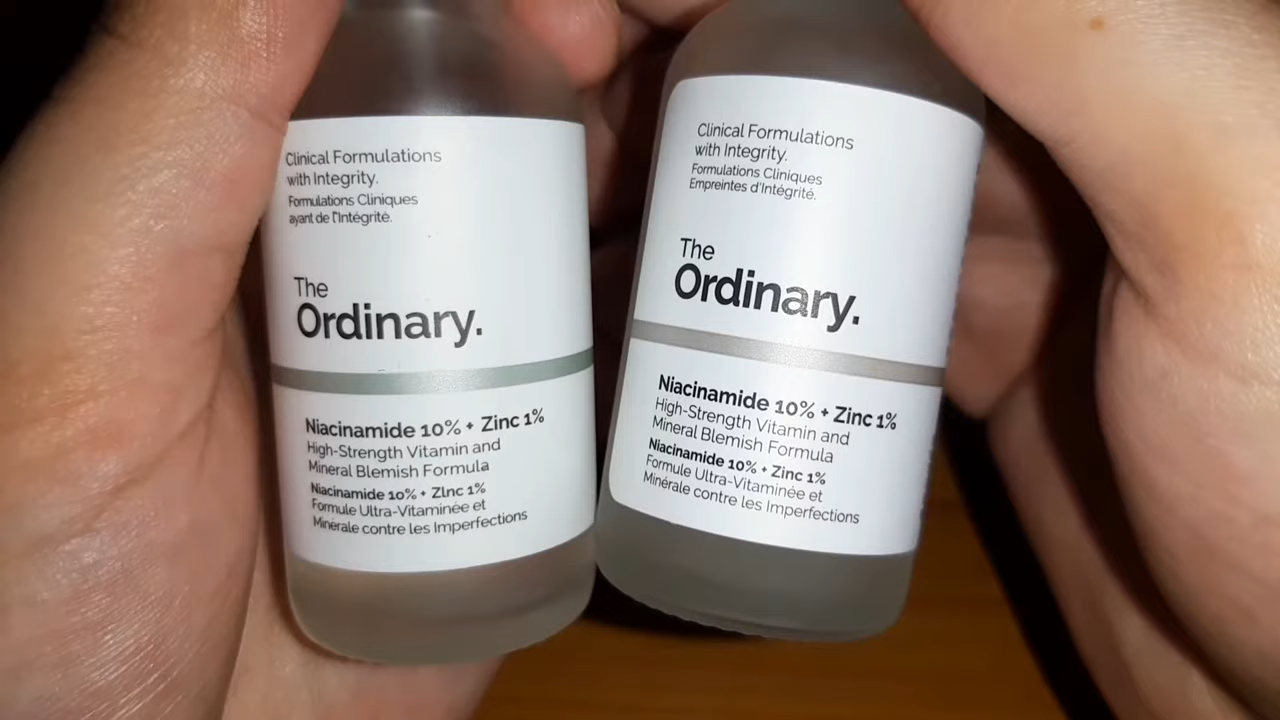 Clinical Formulations
with Integrity.
Formulations Cliniques
ayant de l'Intégrité.
The
Ordinary.
Niacinamide 10% + Zinc 1%
High-Strength Vitamin and
Mineral Blemish Formula
Niacinamide 10% + Zlnc 1%
Formule Ultra-Vitaminée et
Minérale contre les Imperfections
Clinical Formulations
with Integrity.
Formulations Cliniques
Empreintes d'Intégrité.
The
Ordinary.
Niacinamide 10% + Zinc 1%
High-Strength Vitamin and
Mineral Blemish Formula
Niacinamide 10% + Zinc 1%
Formule Ultra-Vitaminée et
Minérale contre les Imperfections